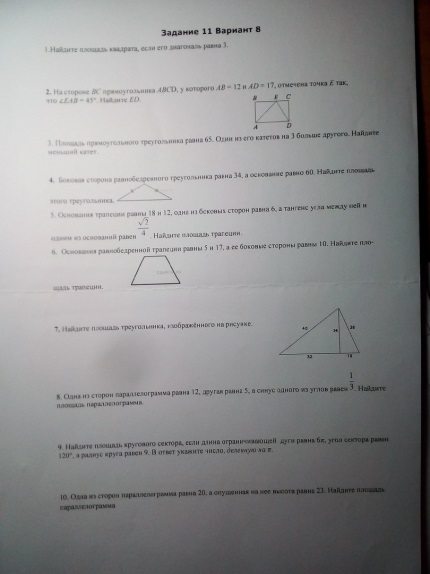 Задание 11 Вариант 8
1.Найдите площадь квадрата, если его диагональ равна 3.
2. На стороне BC прямоугольника ABCD, у которого AB = 12 и AD = 17, отмечена точка E так,
что ∠EAB = 45°. Найдите ED.
B E C
A D
3. Площадь прямоугольного треугольника равна 65. Один из его катетов на 3 больше другого. Найдите
меньший катет.
4. Боковая сторона равнобедренного треугольника равна 34, а основание равно 60. Найдите площадь
этого треугольника.
5. Основания трапеции равны 18 и 12, одна из боковых сторон равна 6, а тангенс угла между ней и
одним из оснований равен √2/4 Найдите площадь трапеции.
6. Основания равнобедренной трапеции равны 5 и 17, а ее боковые стороны равны 10. Найдите пло-
щадь трапеции.
7. Найдите площадь треугольника, изображённого на рисунке.
8. Одна из сторон параллелограмма равна 12, другая равна 5, а синус одного из углов равен 1/3. Найдите
площадь параллелограмма.
9. Найдите площадь кругового сектора, если длина ограничивающей дуги равна 6π, угол сектора равен
120°, а радиус круга равен 9. В ответ укажите число, деленную на π.
10. Одна из сторон параллелограмма равна 20, а опущенная на нее высота равна 23. Найдите площадь
параллелограмма